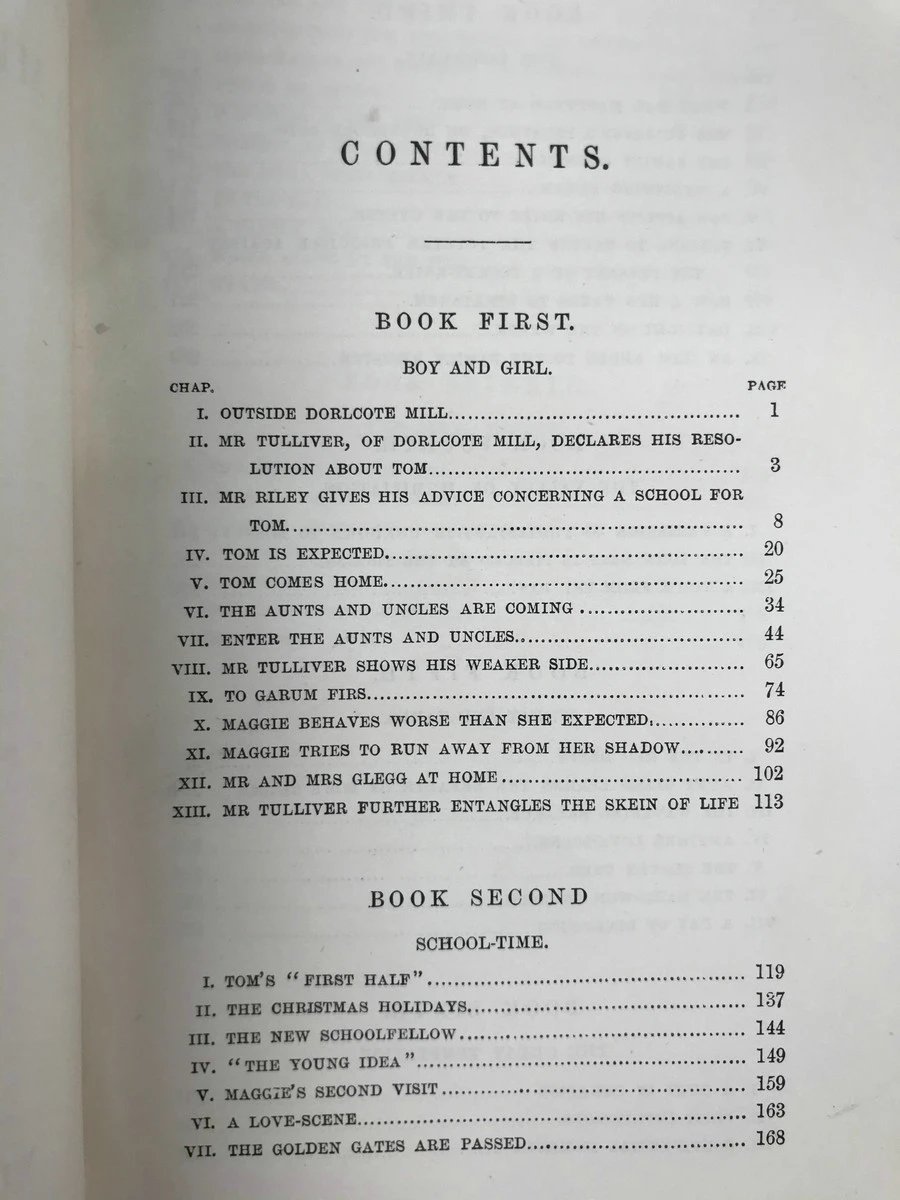 CONTENTS.
BOOK FIRST.
BOY AND GIRL.
CHAP. PAGE
I. OUTSIDE DORLCOTE MILL........................................ 1
II. MR TULLIVER, OF DORLCOTE MILL, DECLARES HIS RESO-
LUTION ABOUT TOM........................................ 3
III. MR RILEY GIVES HIS ADVICE CONCERNING A SCHOOL FOR
TOM........................................ 8
IV. TOM IS EXPECTED........................................ 20
V. TOM COMES HOME........................................ 25
VI. THE AUNTS AND UNCLES ARE COMING ........................ 34
VII. ENTER THE AUNTS AND UNCLES................................ 44
VIII. MR TULLIVER SHOWS HIS WEAKER SIDE...................... 65
IX. TO GARUM FIRS........................................ 74
X. MAGGIE BEHAVES WORSE THAN SHE EXPECTED.............. 86
XI. MAGGIE TRIES TO RUN AWAY FROM HER SHADOW......... 92
XII. MR AND MRS GLEGG AT HOME .................................. 102
XIII. MR TULLIVER FURTHER ENTANGLES THE SKEIN OF LIFE 113
BOOK SECOND
SCHOOL-TIME.
I. TOM'S "FIRST HALF" ........................................ 119
II. THE CHRISTMAS HOLIDAYS........................................ 137
III. THE NEW SCHOOLFELLOW........................................ 144
IV. "THE YOUNG IDEA" ........................................ 149
V. MAGGIE'S SECOND VISIT ........................................ 159
VI. A LOVE-SCENE........................................ 163
VII. THE GOLDEN GATES ARE PASSED................................ 168